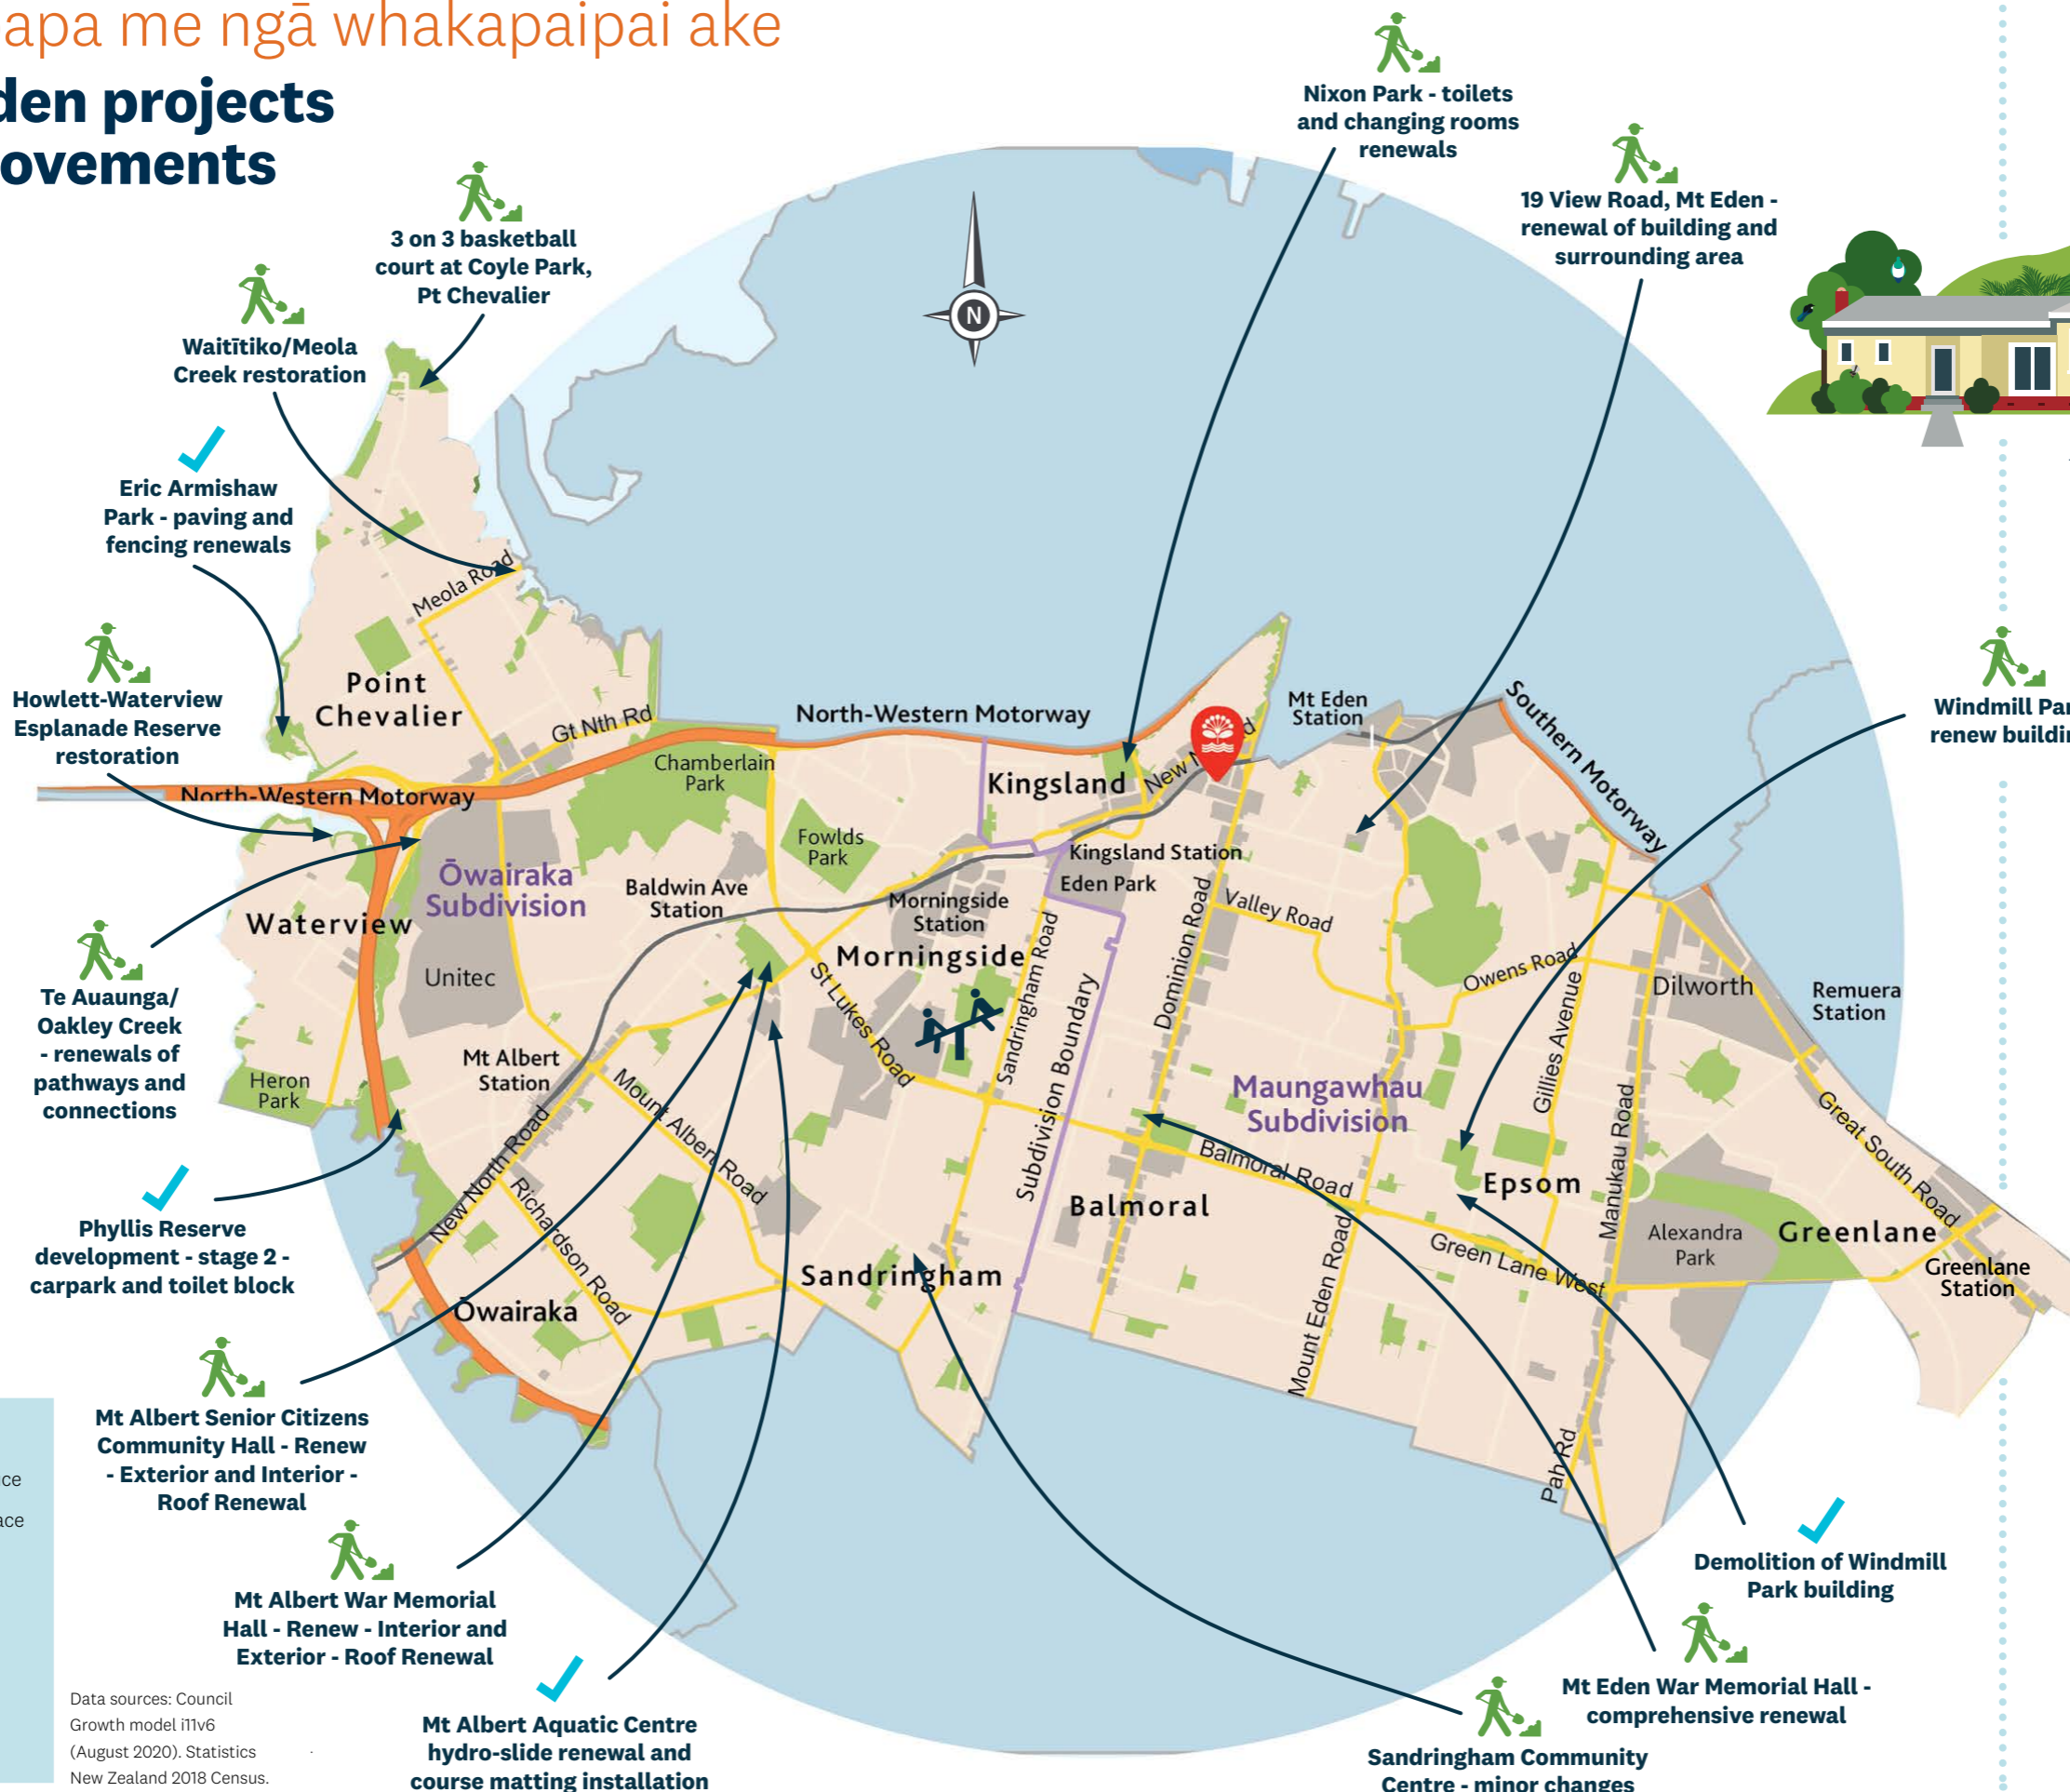 apa me ngā whakapaipai ake
den projects
ovements
Nixon Park - toilets
and changing rooms
renewals
19 View Road, Mt Eden -
renewal of building and
surrounding area
3 on 3 basketball
court at Coyle Park,
Pt Chevalier
Waitītiko/Meola
Creek restoration
Eric Armishaw
Park - paving and
fencing renewals
Howlett-Waterview
Esplanade Reserve
restoration
Te Auaunga/
Oakley Creek
- renewals of
pathways and
connections
Phyllis Reserve
development - stage 2 -
carpark and toilet block
Mt Albert Senior Citizens
Community Hall - Renew
- Exterior and Interior -
Roof Renewal
Mt Albert War Memorial
Hall - Renew - Interior and
Exterior - Roof Renewal
Mt Albert Aquatic Centre
hydro-slide renewal and
course matting installation
Sandringham Community
Centre - minor changes
Mt Eden War Memorial Hall -
comprehensive renewal
Demolition of Windmill
Park building
Windmill Par
renew buildin
N
Meola Road
Point
Chevalier
Gt Nth Rd
North-Western Motorway
North-Western Motorway
Chamberlain
Park
Fowlds
Park
Kingsland
New N
d
Mt Eden
Station
Southern Motorway
Kingsland Station
Eden Park
Ōwairaka
Subdivision
Baldwin Ave
Station
Morningside
Station
Morningside
Waterview
Unitec
Valley Road
Dominion Road
Owens Road
Dilworth
Remuera
Station
St Lukes Road
Sandringham Road
Subdivision Boundary
Heron
Park
Mt Albert
Station
Mount Albert Road
New North Road
Richardson Road
Maungawhau
Subdivision
Gillies Avenue
Manukau Road
Great South Road
Balmoral Road
Balmoral
Epsom
Alexandra
Park
Greenlane
Greenlane
Station
Green Lane West
Mount Eden Road
Sandringham
Ōwairaka
Pah Rd
ce
ace
Data sources: Council
Growth model i11v6
(August 2020). Statistics
New Zealand 2018 Census.